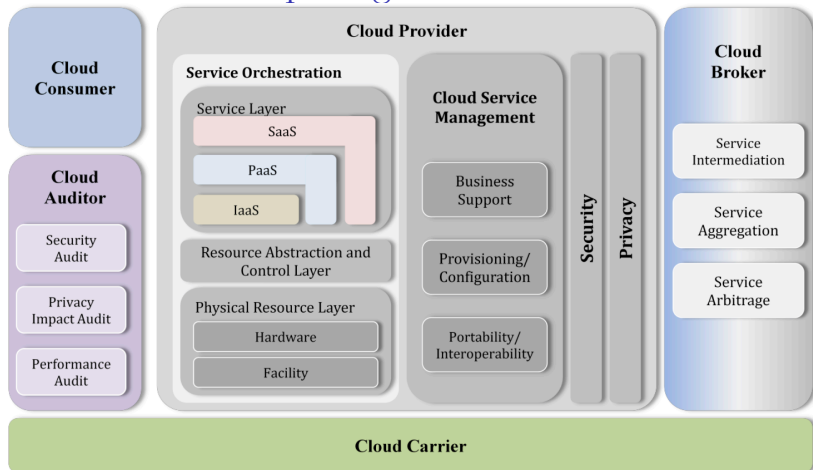 Cloud
Consumer
Cloud
Auditor
Security
Audit
Privacy
Impact Audit
Performance
Audit
Cloud Provider
Service Orchestration
Service Layer
SaaS
PaaS
IaaS
Resource Abstraction and
Control Layer
Physical Resource Layer
Hardware
Facility
Cloud Service
Management
Business
Support
Provisioning/
Configuration
Portability/
Interoperability
Security
Privacy
Cloud
Broker
Service
Intermediation
Service
Aggregation
Service
Arbitrage
Cloud Carrier